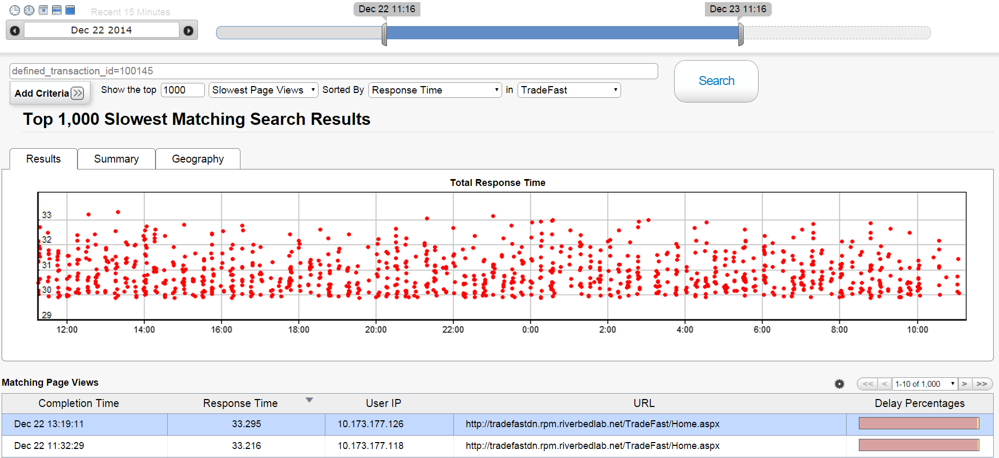 Dec 22 11:16
Dec 23 11:16
Recent 15 Minutes
Dec 22 2014
defined_transaction_id=100145
Add Criteria
Show the top 1000 Slowest Page Views Sorted By Response Time in TradeFast
Search
Top 1,000 Slowest Matching Search Results
Results Summary Geography
Total Response Time
33
32
31
30
29
12:00 14:00 16:00 18:00 20:00 22:00 0:00 2:00 4:00 6:00 8:00 10:00
Matching Page Views
<< < 1-10 of 1,000 > >>
Completion Time Response Time User IP URL Delay Percentages
Dec 22 13:19:11 33.295 10.173.177.126 http://tradefastdn.rpm.riverbedlab.net/TradeFast/Home.aspx
Dec 22 11:32:29 33.216 10.173.177.118 http://tradefastdn.rpm.riverbedlab.net/TradeFast/Home.aspx